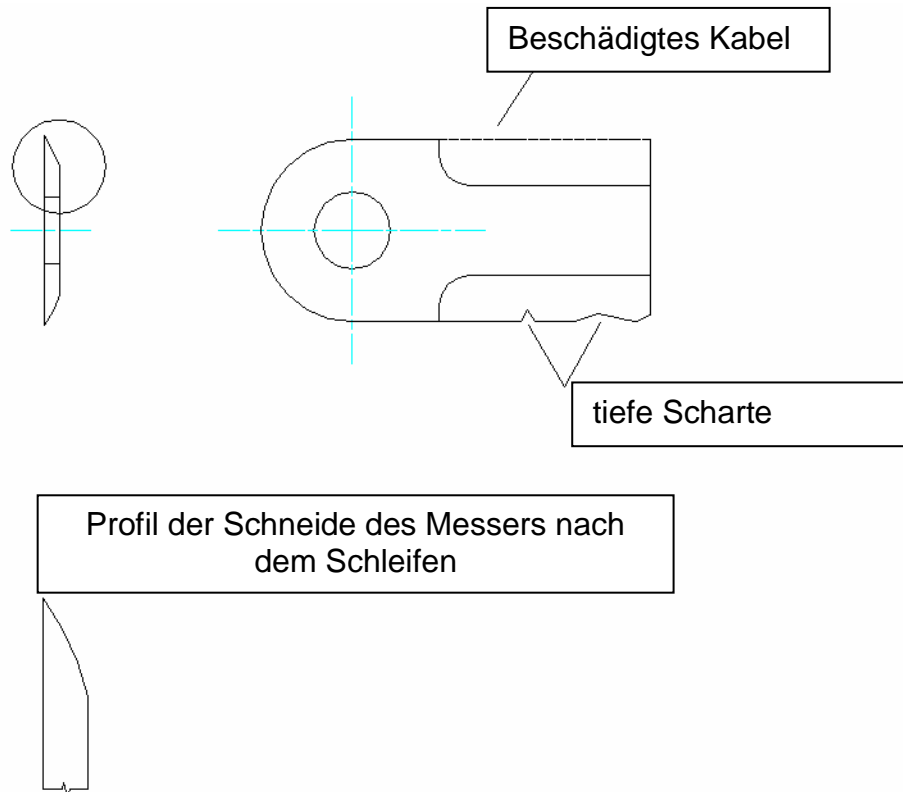 Beschädigtes Kabel
tiefe Scharte
Profil der Schneide des Messers nach
dem Schleifen